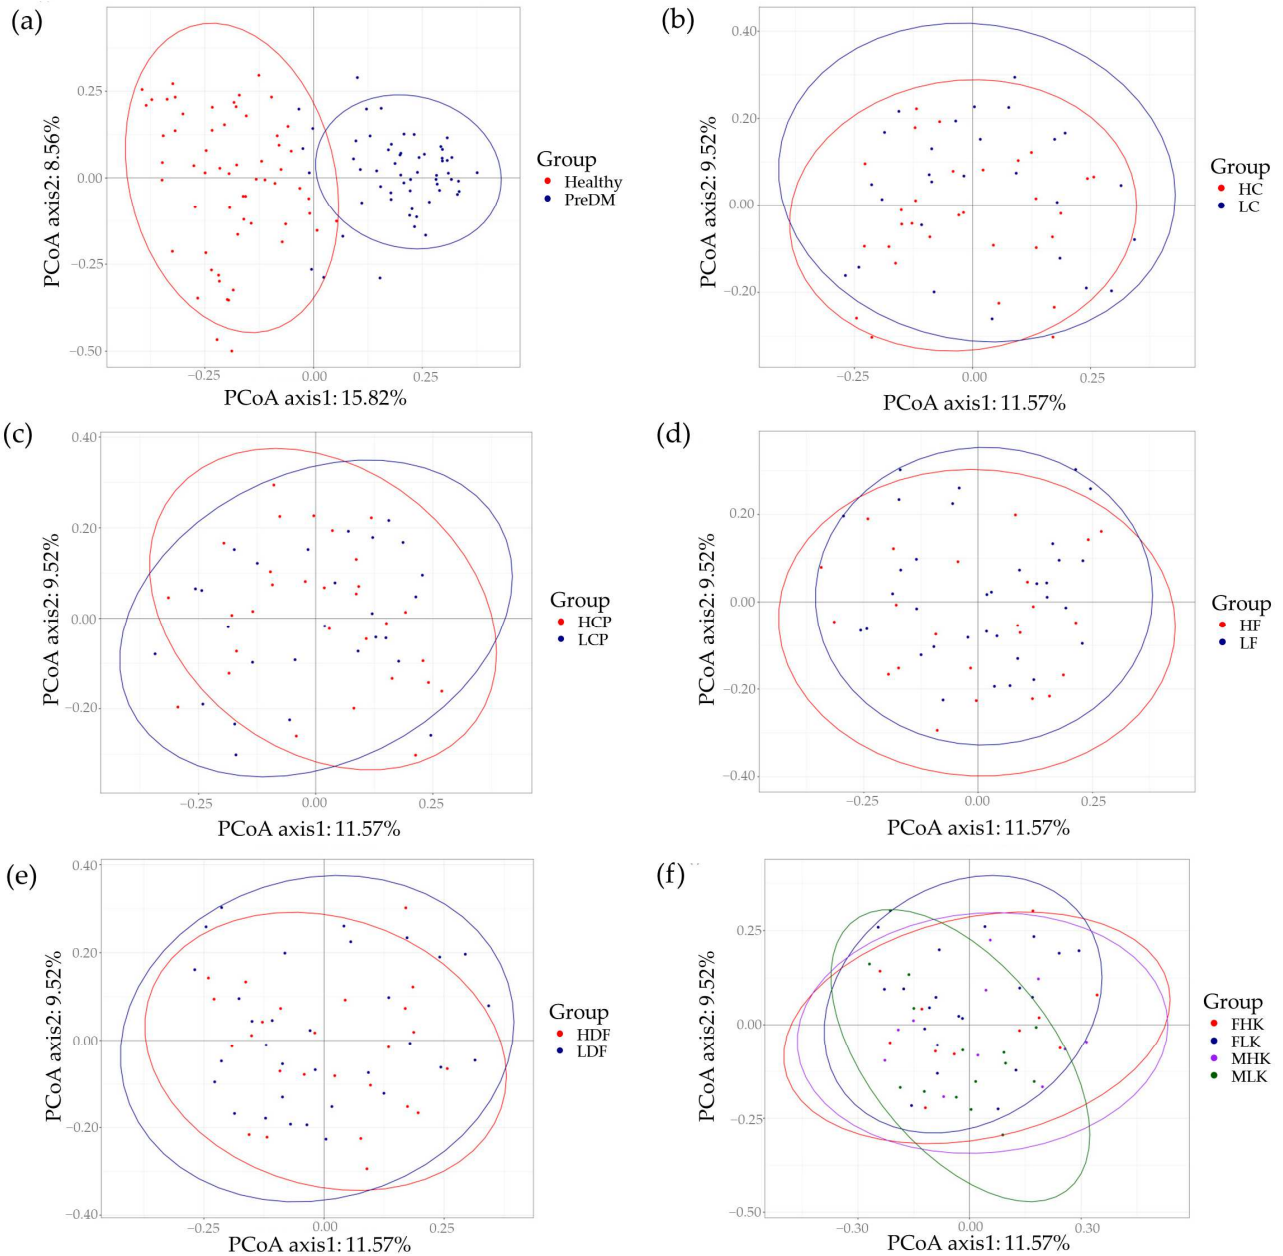 (a)
PCoA axis2: 8.56%
0.25
0.00
−0.25
−0.50
−0.25
0.00
0.25
PCoA axis1: 15.82%
Group
Healthy
PreDM
(b)
PCoA axis2: 9.52%
0.40
0.20
0.00
−0.20
−0.25
0.00
0.25
PCoA axis1: 11.57%
Group
HC
LC
(c)
PCoA axis2: 9.52%
0.40
0.20
0.00
−0.20
−0.25
0.00
0.25
PCoA axis1: 11.57%
Group
HCP
LCP
(d)
PCoA axis2: 9.52%
0.20
0.00
−0.20
−0.40
−0.25
0.00
0.25
PCoA axis1: 11.57%
Group
HF
LF
(e)
PCoA axis2: 9.52%
0.40
0.20
0.00
−0.20
−0.40
−0.25
0.00
0.25
PCoA axis1: 11.57%
Group
HDF
LDF
(f)
PCoA axis2: 9.52%
0.25
0.00
−0.25
−0.50
−0.30
0.00
0.30
PCoA axis1: 11.57%
Group
FHK
FLK
MHK
MLK